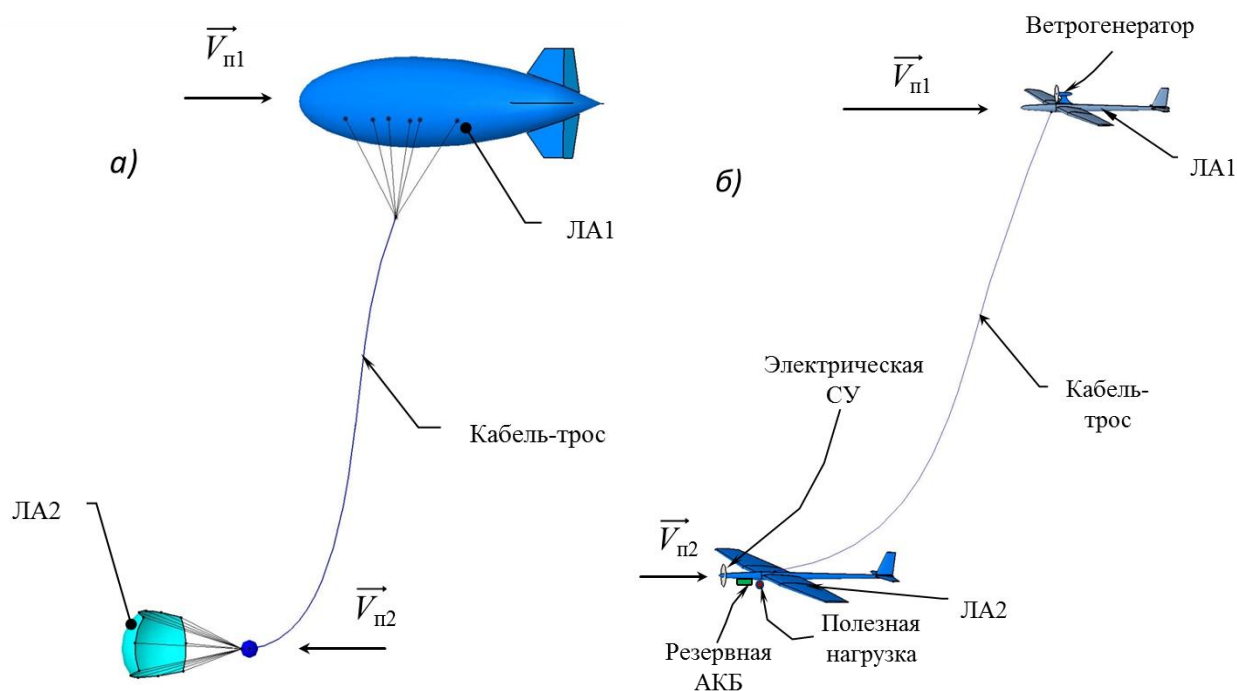 V⃗п1
а)
ЛА1
Кабель-трос
ЛА2
V⃗п2
Ветрогенератор
V⃗п1
б)
ЛА1
Кабель-
трос
Электрическая
СУ
V⃗п2
ЛА2
Резервная
АКБ
Полезная
нагрузка